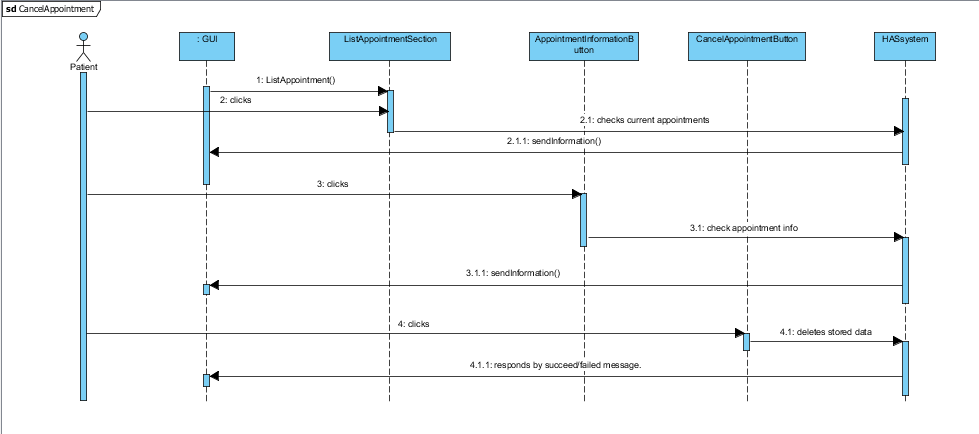 sd CancelAppointment
Patient
: GUI
ListAppointmentSection
AppointmentInformationB
utton
CancelAppointmentButton
HASsystem
1: ListAppointment()
2: clicks
2.1: checks current appointments
2.1.1: sendInformation()
3: clicks
3.1: check appointment info
3.1.1: sendInformation()
4: clicks
4.1: deletes stored data
4.1.1: responds by succeed/failed message.